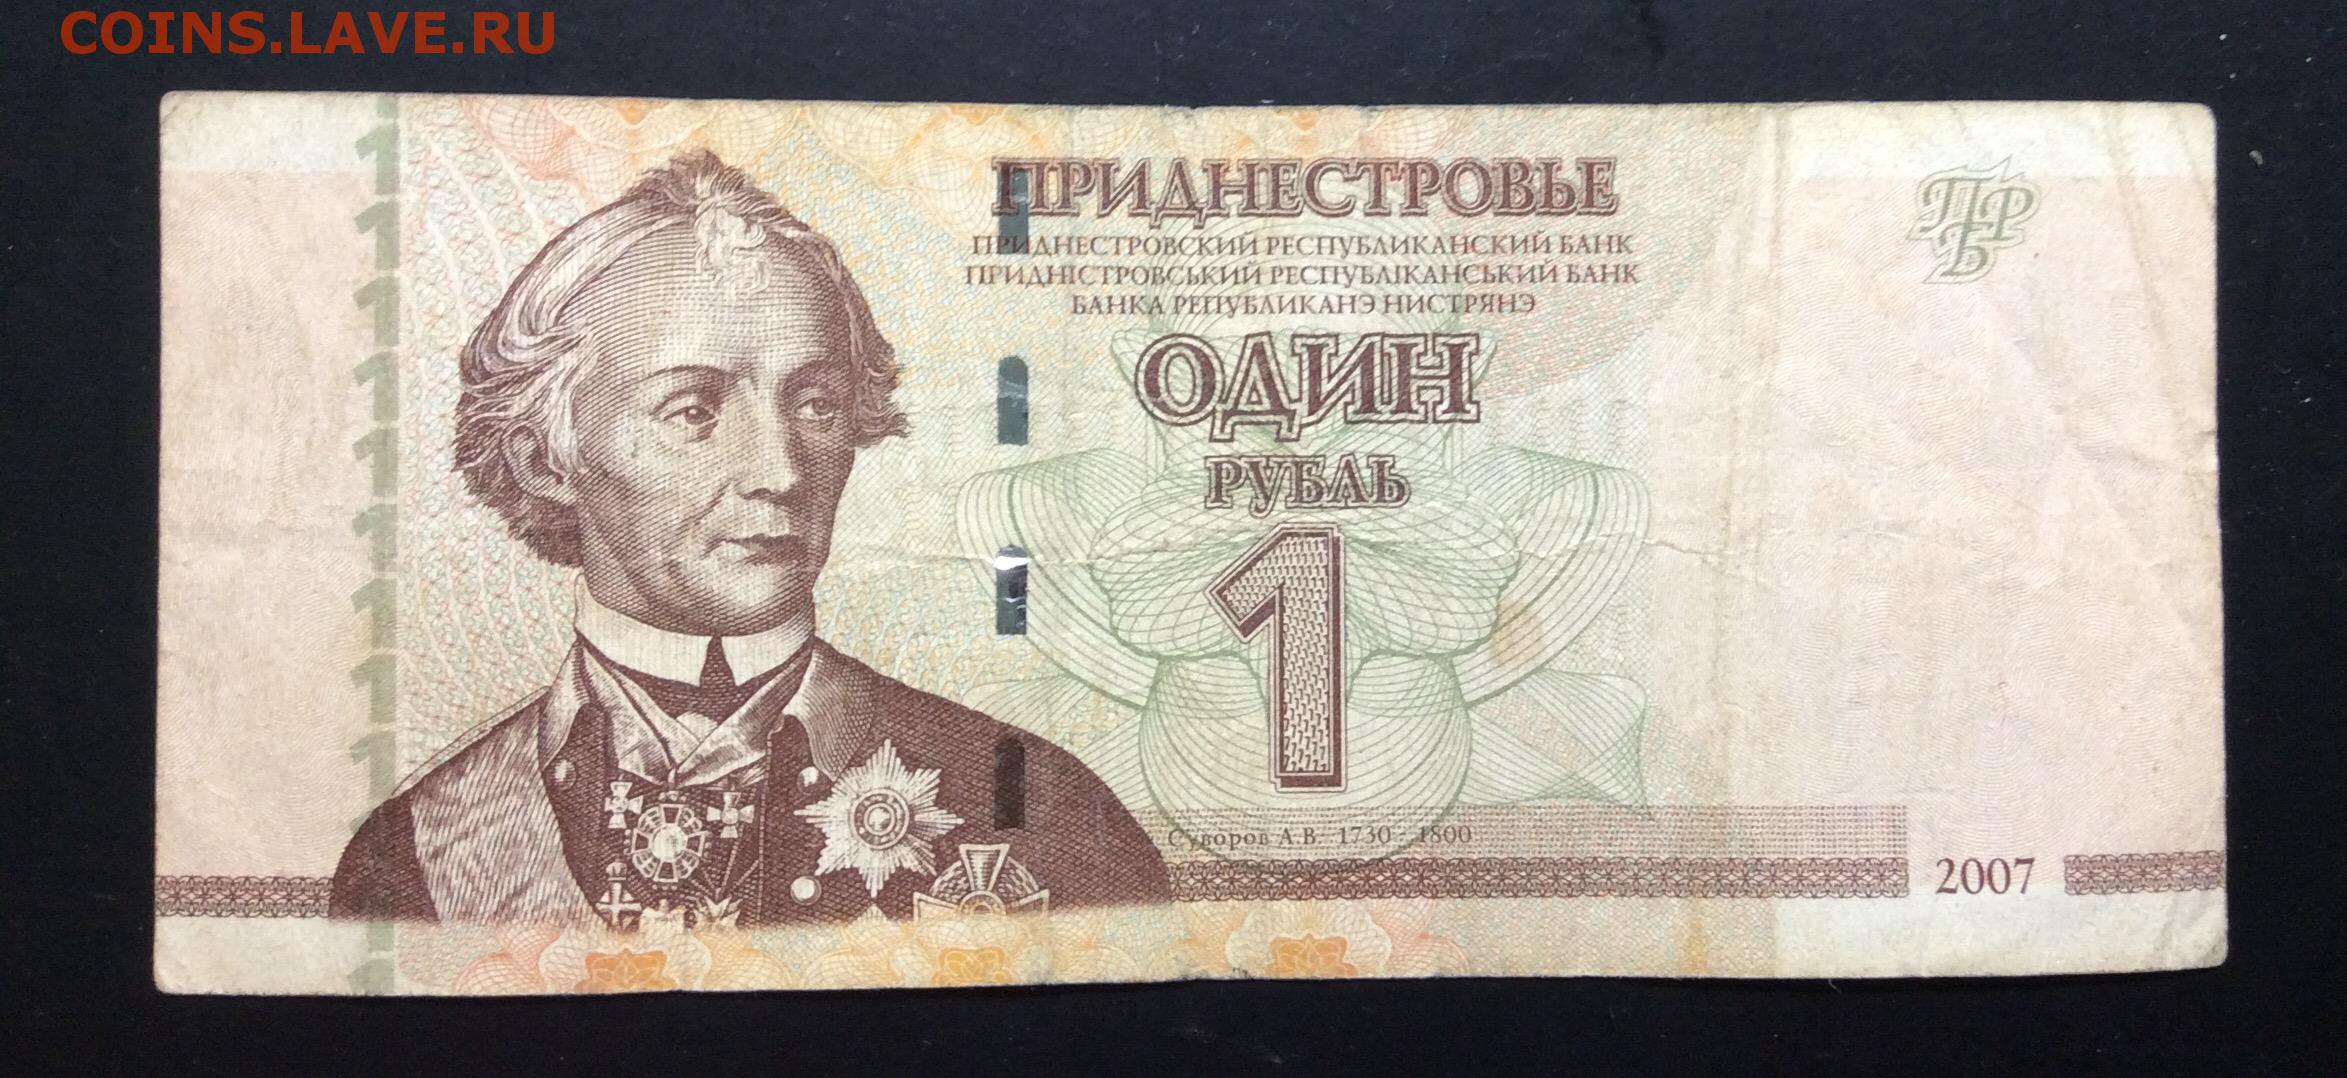 COINS.LAVE.RU
ПРИДНЕСТРОВЬЕ
ПРИДНЕСТРОВСКИЙ РЕСПУБЛИКАНСКИЙ БАНК
ПРИДНІСТРОВСЬКИЙ РЕСПУБЛІКАНСЬКИЙ БАНК
БАНКА РЕПУБЛИКАНЭ НИСТРЯНЭ
ПРБ
ОДИН
РУБЛЬ
1
Суворов А.В. 1730 - 1800
2007